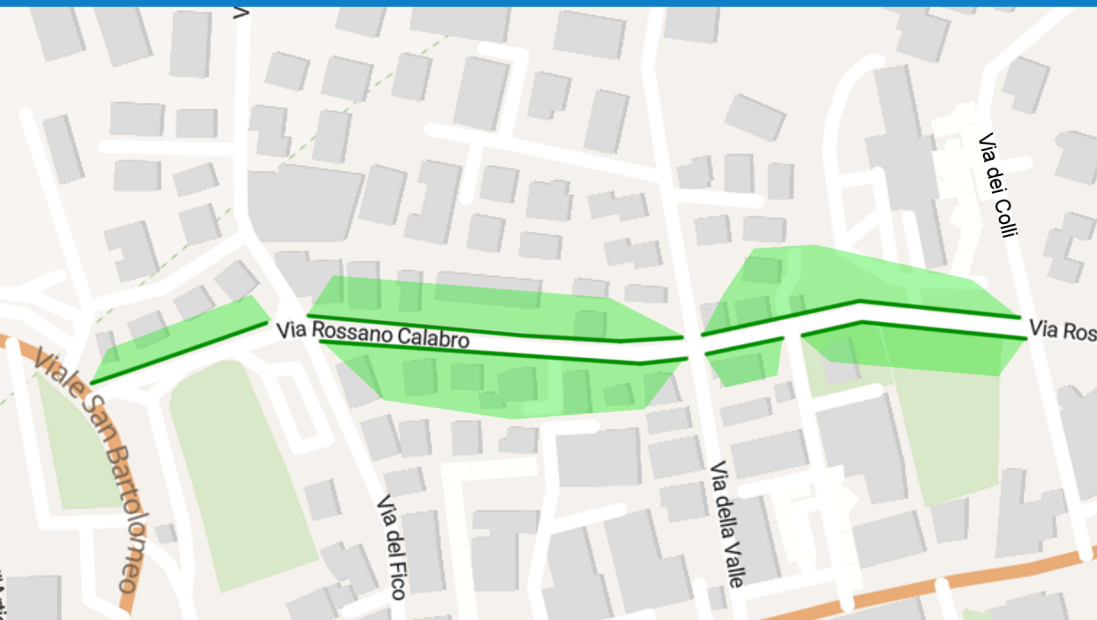 V
Via dei Colli
Via Rossano Calabro
Via Ros
Viale San Bartolomeo
Via del Fico
Via della Valle